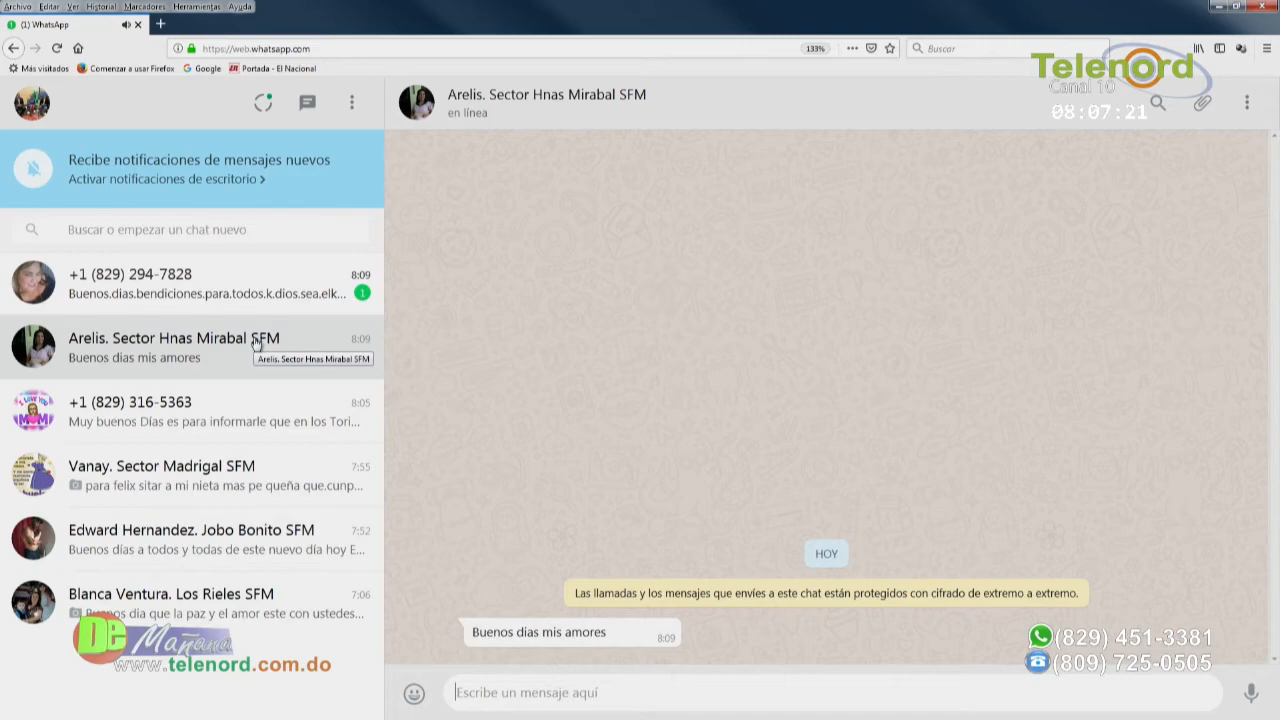 Archivo Editar Ver Historial Marcadores Herramientas Ayuda
(1) WhatsApp
https://web.whatsapp.com
133%
Buscar
Más visitados Comenzar a usar Firefox Google Portada - El Nacional
Telenord
Canal 10
08:07:21
Arelis. Sector Hnas Mirabal SFM
en línea
Recibe notificaciones de mensajes nuevos
Activar notificaciones de escritorio >
Buscar o empezar un chat nuevo
+1 (829) 294-7828 8:09
Buenos.dias.bendiciones.para.todos.k.dios.sea.elk... 1
Arelis. Sector Hnas Mirabal SFM 8:09
Buenos dias mis amores
Arelis. Sector Hnas Mirabal SFM
+1 (829) 316-5363 8:05
Muy buenos Días es para informarle que en los Tori...
Vanay. Sector Madrigal SFM 7:55
para felix sitar a mi nieta mas pe queña que.cunp...
Edward Hernandez. Jobo Bonito SFM 7:52
Buenos días a todos y todas de este nuevo día hoy E...
Blanca Ventura. Los Rieles SFM 7:06
Buenos dia que la paz y el amor este con ustedes...
De Mañana
www.telenord.com.do
HOY
Las llamadas y los mensajes que envíes a este chat están protegidos con cifrado de extremo a extremo.
Buenos dias mis amores 8:09
(829) 451-3381
(809) 725-0505
Escribe un mensaje aquí